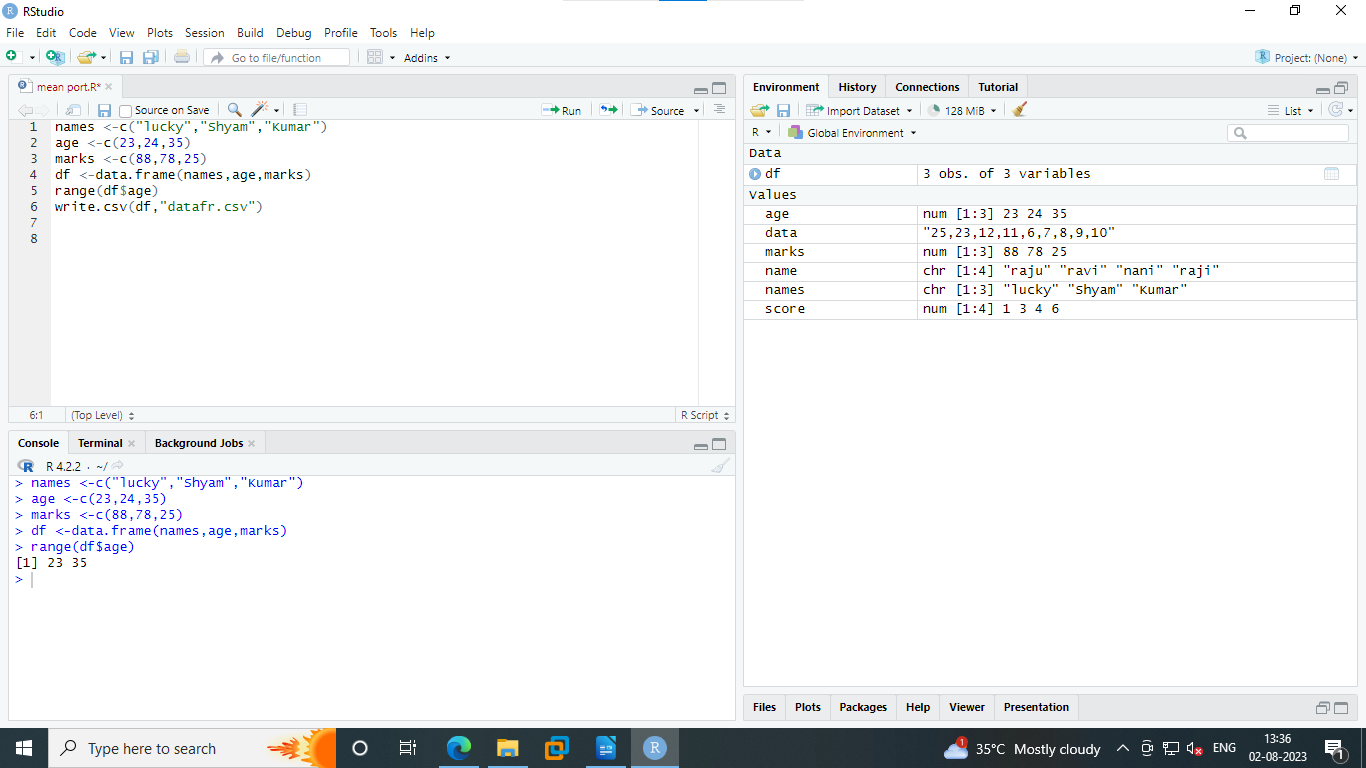 RStudio
File Edit Code View Plots Session Build Debug Profile Tools Help
Go to file/function Addins Project: (None)
mean port.R*
Source on Save Run Source
1 names <-c("lucky","Shyam","Kumar")
2 age <-c(23,24,35)
3 marks <-c(88,78,25)
4 df <-data.frame(names,age,marks)
5 range(df$age)
6 write.csv(df,"datafr.csv")
7
8
6:1 (Top Level) R Script
Console Terminal Background Jobs
R 4.2.2 · ~/
> names <-c("lucky","Shyam","Kumar")
> age <-c(23,24,35)
> marks <-c(88,78,25)
> df <-data.frame(names,age,marks)
> range(df$age)
[1] 23 35
>
Environment History Connections Tutorial
Import Dataset 128 MiB List
R Global Environment
Data
df 3 obs. of 3 variables
Values
age num [1:3] 23 24 35
data "25,23,12,11,6,7,8,9,10"
marks num [1:3] 88 78 25
name chr [1:4] "raju" "ravi" "nani" "raji"
names chr [1:3] "lucky" "Shyam" "Kumar"
score num [1:4] 1 3 4 6
Files Plots Packages Help Viewer Presentation
Type here to search
1 35°C Mostly cloudy ENG 13:36
02-08-2023 1